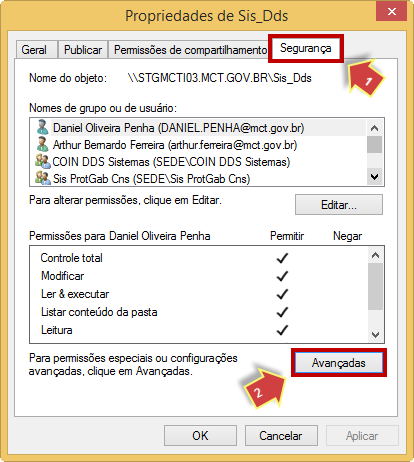 Propriedades de Sis_Dds
Geral Publicar Permissões de compartilhamento Segurança
1
Nome do objeto: \\STGMCTI03.MCT.GOV.BR\Sis_Dds
Nomes de grupo ou de usuário:
Daniel Oliveira Penha (DANIEL.PENHA@mct.gov.br)
Arthur Bernardo Ferreira (arthur.ferreira@mct.gov.br)
COIN DDS Sistemas (SEDE\COIN DDS Sistemas)
Sis ProtGab Cns (SEDE\Sis ProtGab Cns)
Para alterar permissões, clique em Editar.
Editar...
Permissões para Daniel Oliveira Penha Permitir Negar
Controle total
Modificar
Ler & executar
Listar conteúdo da pasta
Leitura
Para permissões especiais ou configurações
avançadas, clique em Avançadas.
Avançadas
2
OK Cancelar Aplicar